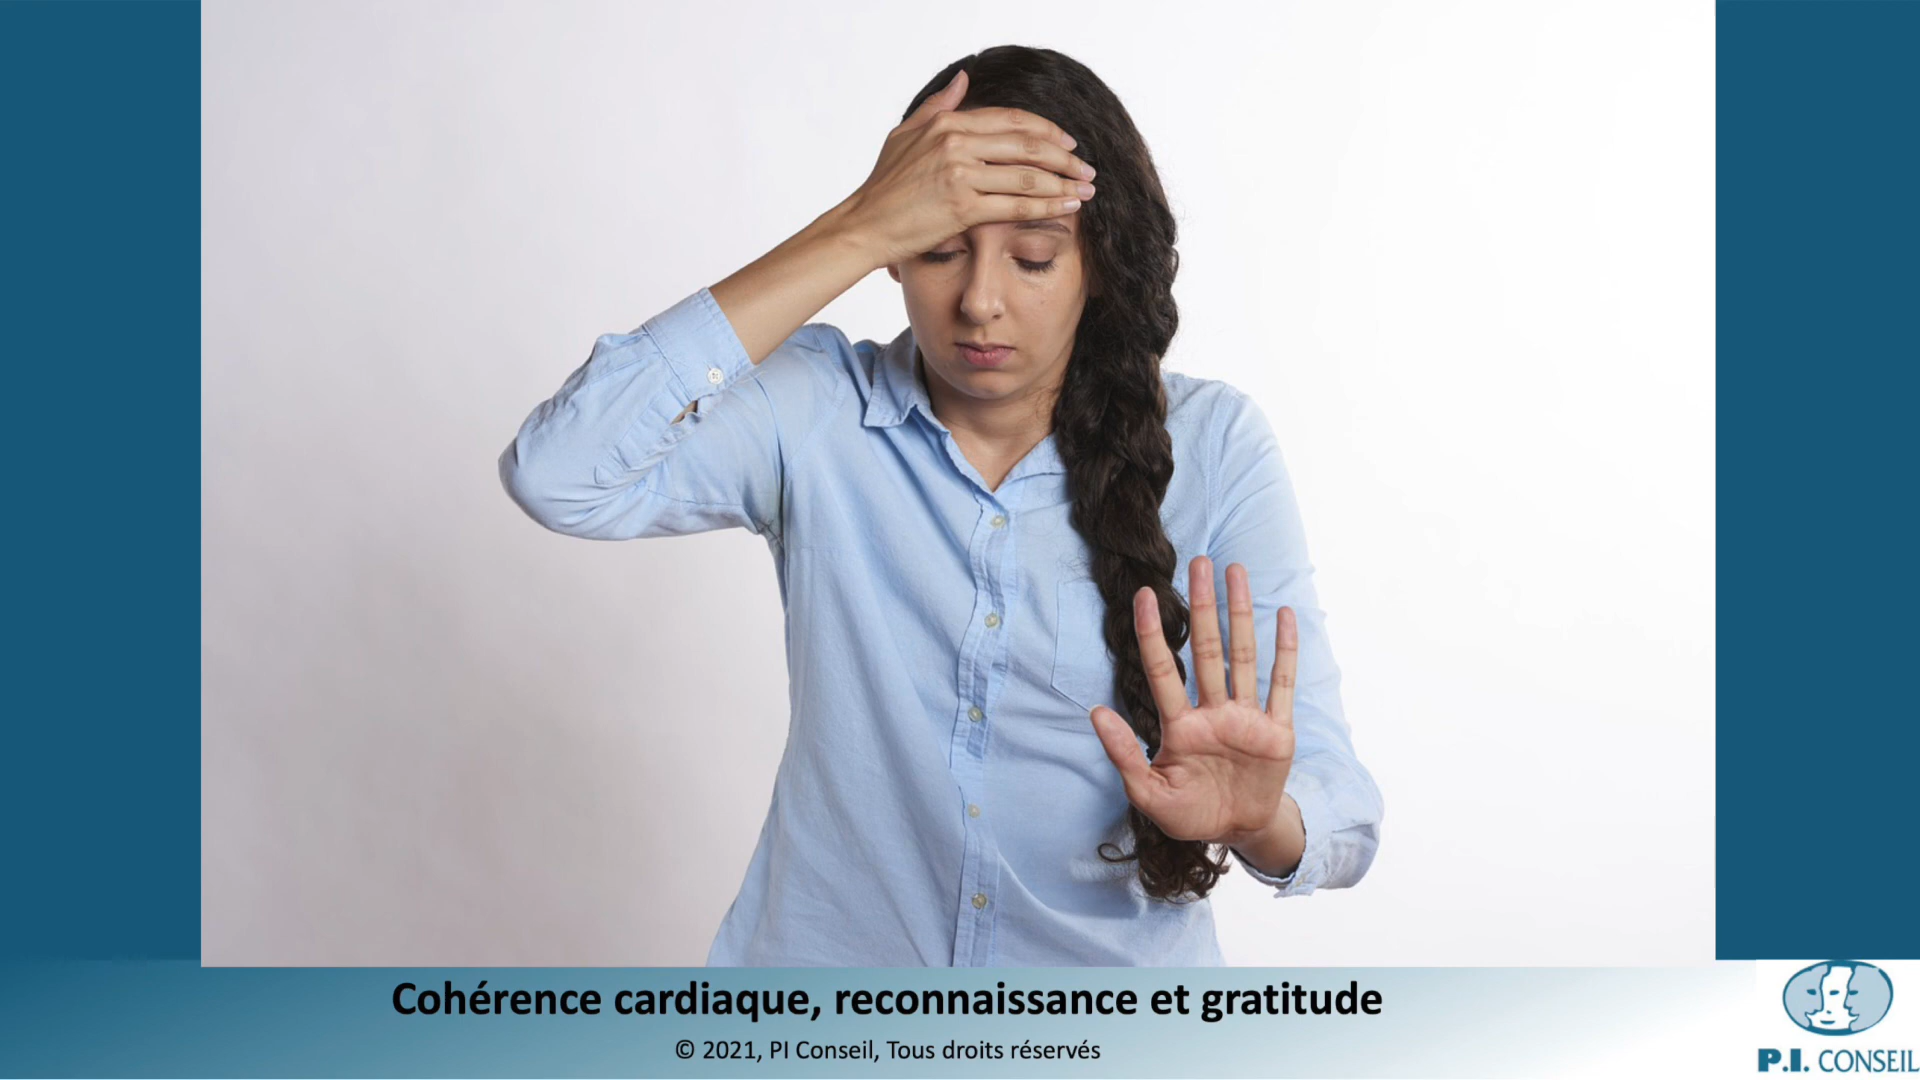 Cohérence cardiaque, reconnaissance et gratitude
© 2021, PI Conseil, Tous droits réservés
P.I. CONSEIL